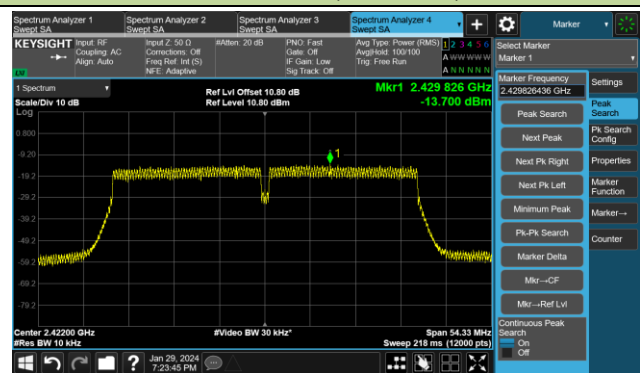 Spectrum Analyzer 1
Swept SA
Spectrum Analyzer 2
Swept SA
Spectrum Analyzer 3
Swept SA
Spectrum Analyzer 4
Swept SA
Marker
KEYSIGHT
Input: RF
Coupling: AC
Align: Auto
Input Z: 50 Ω
Corrections: Off
Freq Ref: Int (S)
NFE: Adaptive
#Atten: 20 dB
PNO: Fast
Gate: Off
IF Gain: Low
Sig Track: Off
Avg Type: Power (RMS)
Avg|Hold: 100/100
Trig: Free Run
1 2 3 4 5 6
A W W W W W
A N N N N N
Select Marker
Marker 1
LXI
1 Spectrum
Scale/Div 10 dB
Ref Lvl Offset 10.80 dB
Ref Level 10.80 dBm
Mkr1 2.429 826 GHz
-13.700 dBm
Log
0.800
-9.20
-19.2
-29.2
-39.2
-49.2
-59.2
-69.2
-79.2
1
Center 2.42200 GHz
#Res BW 10 kHz
#Video BW 30 kHz*
Span 54.33 MHz
Sweep 218 ms (12000 pts)
Marker Frequency
2.429826436 GHz
Peak Search
Next Peak
Next Pk Right
Next Pk Left
Minimum Peak
Pk-Pk Search
Marker Delta
Mkr→CF
Mkr→Ref Lvl
Continuous Peak
Search
On
Off
Settings
Peak
Search
Pk Search
Config
Properties
Marker
Function
Marker→
Counter
?
Jan 29, 2024
7:23:45 PM